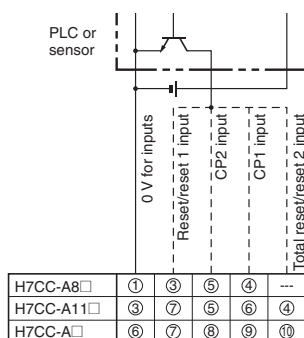 PLC or
sensor
0 V for inputs
Reset/reset 1 input
CP2 input
CP1 input
Total reset/reset 2 input
H7CC-A8□ ① ③ ⑤ ④ ---
H7CC-A11□ ③ ⑦ ⑤ ⑥ ④
H7CC-A□ ⑥ ⑦ ⑧ ⑨ ⑩